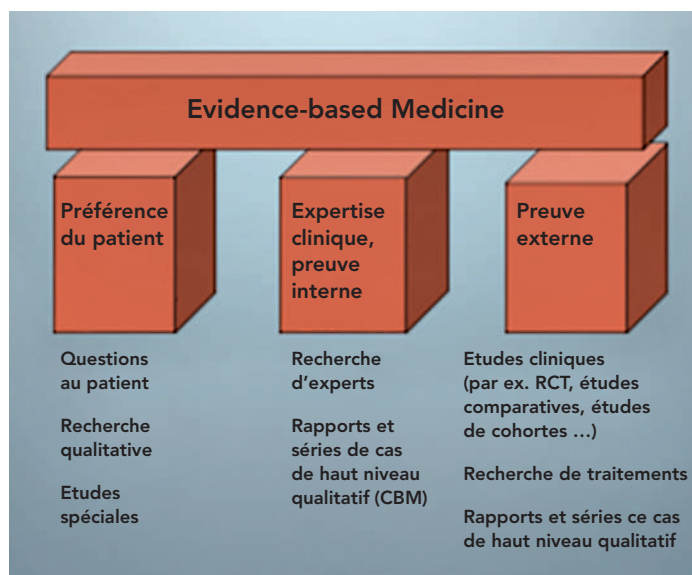 Evidence-based Medicine
Préférence
du patient
Expertise
clinique,
preuve
interne
Preuve
externe
Questions
au patient
Recherche
qualitative
Etudes
spéciales
Recherche
d'experts
Rapports et
séries de cas
de haut niveau
qualitatif (CBM)
Etudes cliniques
(par ex. RCT, études
comparatives, études
de cohortes ...)
Recherche de traitements
Rapports et séries ce cas
de haut niveau qualitatif